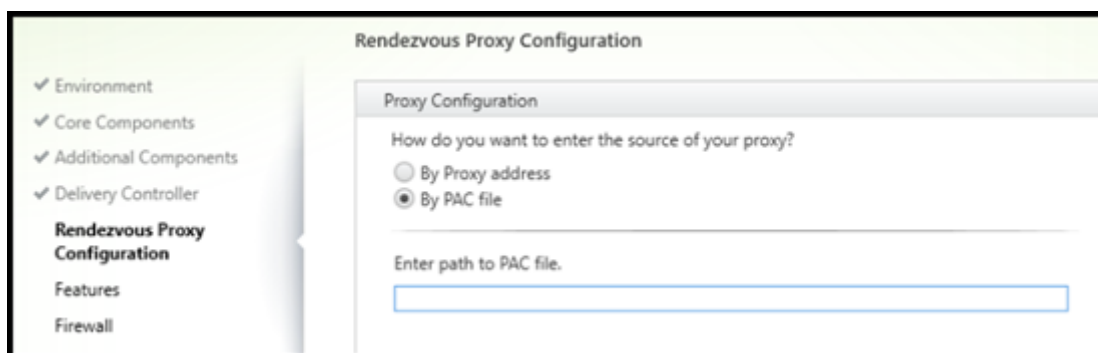 Rendezvous Proxy Configuration
Environment
Core Components
Additional Components
Delivery Controller
Rendezvous Proxy
Configuration
Features
Firewall
Proxy Configuration
How do you want to enter the source of your proxy?
By Proxy address
By PAC file
Enter path to PAC file.